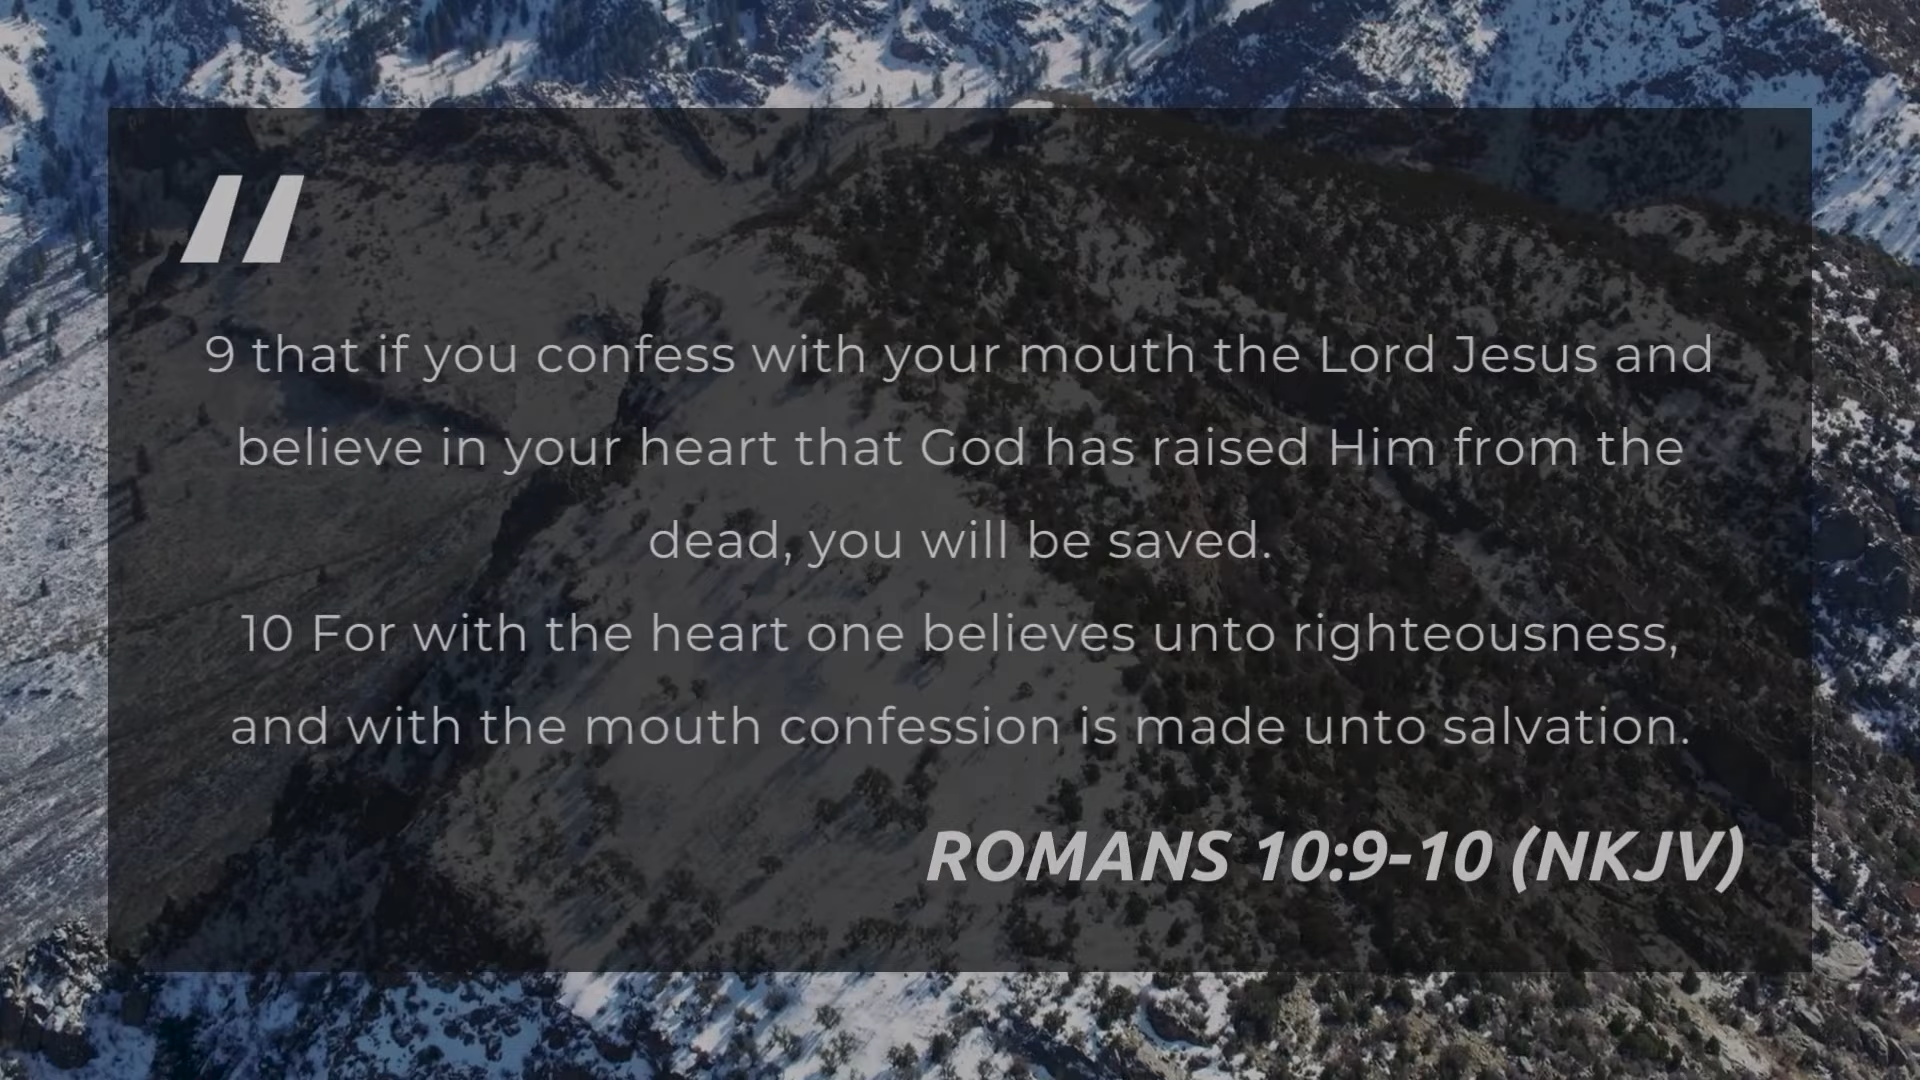 "
9 that if you confess with your mouth the Lord Jesus and
believe in your heart that God has raised Him from the
dead, you will be saved.
10 For with the heart one believes unto righteousness,
and with the mouth confession is made unto salvation.
ROMANS 10:9-10 (NKJV)